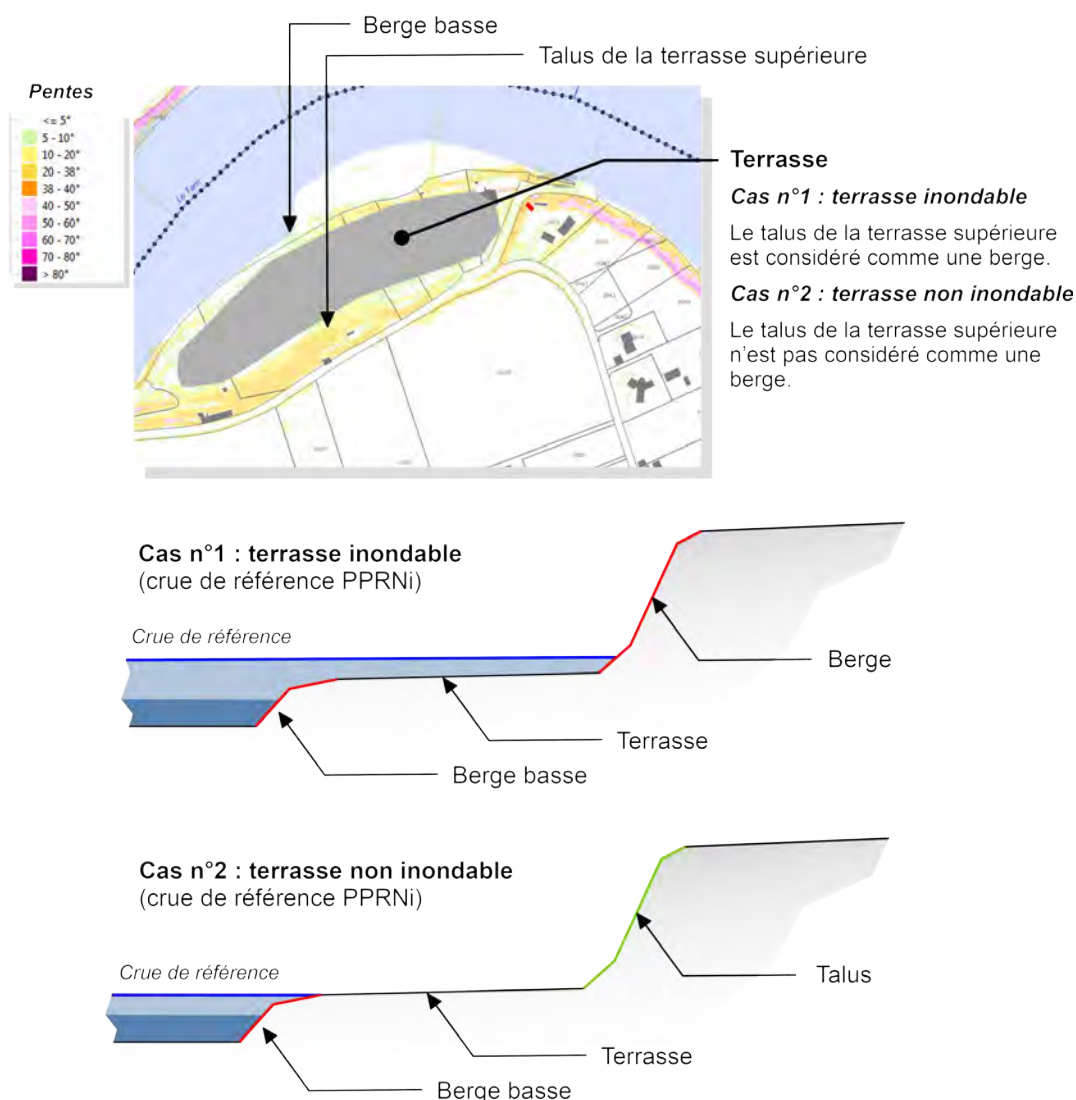 Berge basse
Talus de la terrasse supérieure
Pentes
<= 5°
5 - 10°
10 - 20°
20 - 38°
38 - 40°
40 - 50°
50 - 60°
60 - 70°
70 - 80°
> 80°
Le Tarn
Terrasse
Cas n°1 : terrasse inondable
Le talus de la terrasse supérieure
est considéré comme une berge.
Cas n°2 : terrasse non inondable
Le talus de la terrasse supérieure
n'est pas considéré comme une
berge.
Cas n°1 : terrasse inondable
(crue de référence PPRNi)
Crue de référence
Berge
Terrasse
Berge basse
Cas n°2 : terrasse non inondable
(crue de référence PPRNi)
Crue de référence
Talus
Terrasse
Berge basse